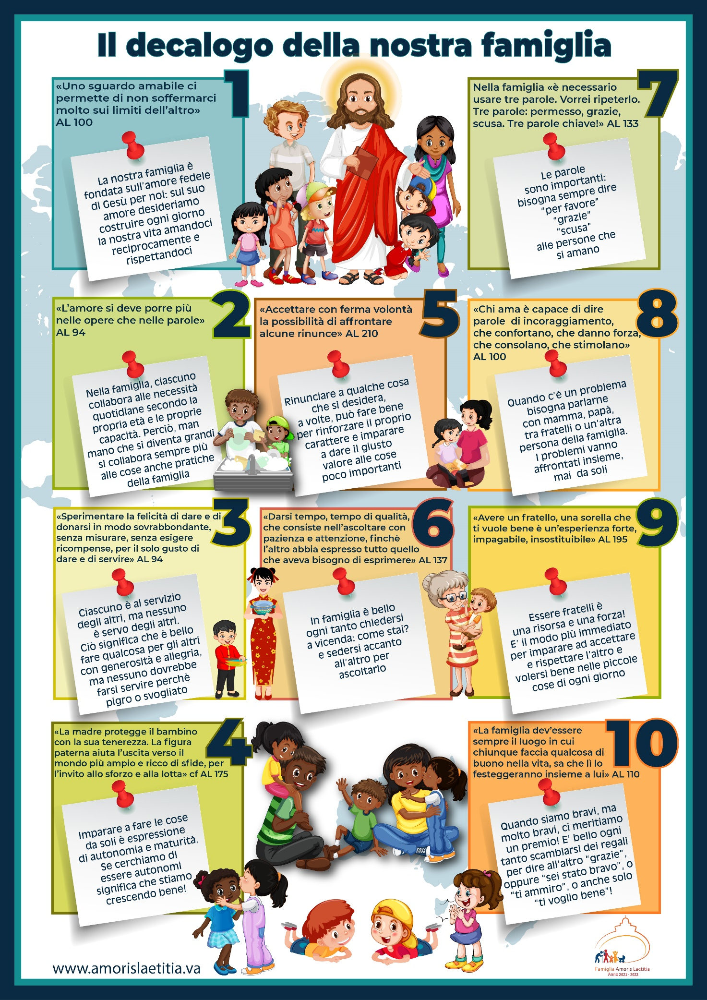 Il decalogo della nostra famiglia
1
«Uno sguardo amabile ci
permette di non soffermarci
molto sui limiti dell'altro»
AL 100
La nostra famiglia è
fondata sull'amore fedele
di Gesù per noi: sul suo
amore desideriamo
costruire ogni giorno
la nostra vita amandoci
reciprocamente e
rispettandoci
2
«L'amore si deve porre più
nelle opere che nelle parole»
AL 94
Nella famiglia, ciascuno
collabora alle necessità
quotidiane secondo la
propria età e le proprie
capacità. Perciò, man
mano che si diventa grandi
si collabora sempre più
alle cose anche pratiche
della famiglia
3
«Sperimentare la felicità di dare e di
donarsi in modo sovrabbondante,
senza misurare, senza esigere
ricompense, per il solo gusto di
dare e di servire» AL 94
Ciascuno è al servizio
degli altri, ma nessuno
è servo degli altri.
Ciò significa che è bello
fare qualcosa per gli altri
con generosità e allegria,
ma nessuno dovrebbe
farsi servire perchè
pigro o svogliato
4
«La madre protegge il bambino
con la sua tenerezza. La figura
paterna aiuta l'uscita verso il
mondo più ampio e ricco di sfide, per
l'invito allo sforzo e alla lotta» cf AL 175
Imparare a fare le cose
da soli è espressione
di autonomia e maturità.
Se cerchiamo di
essere autonomi
significa che stiamo
crescendo bene!
5
«Accettare con ferma volontà
la possibilità di affrontare
alcune rinunce» AL 210
Rinunciare a qualche cosa
che si desidera,
a volte, può fare bene
per rinforzare il proprio
carattere e imparare
a dare il giusto
valore alle cose
poco importanti
6
«Darsi tempo, tempo di qualità,
che consiste nell'ascoltare con
pazienza e attenzione, finchè
l'altro abbia espresso tutto quello
che aveva bisogno di esprimere» AL 137
In famiglia è bello
ogni tanto chiedersi
a vicenda: come stai?
e sedersi accanto
all'altro per
ascoltarlo
7
Nella famiglia «è necessario
usare tre parole. Vorrei ripeterlo.
Tre parole: permesso, grazie,
scusa. Tre parole chiave!» AL 133
Le parole
sono importanti:
bisogna sempre dire
"per favore"
"grazie"
"scusa"
alle persone che
si amano
8
«Chi ama è capace di dire
parole di incoraggiamento,
che confortano, che danno forza,
che consolano, che stimolano»
AL 100
Quando c'è un problema
bisogna parlarne
con mamma, papà,
tra fratelli o un'altra
persona della famiglia.
I problemi vanno
affrontati insieme,
mai da soli
9
«Avere un fratello, una sorella che
ti vuole bene è un'esperienza forte,
impagabile, insostituibile» AL 195
Essere fratelli è
una risorsa e una forza!
E' il modo più immediato
per imparare ad accettare
e rispettare l'altro e
volersi bene nelle piccole
cose di ogni giorno
10
«La famiglia dev'essere
sempre il luogo in cui
chiunque faccia qualcosa di
buono nella vita, sa che lì lo
festeggeranno insieme a lui» AL 110
Quando siamo bravi, ma
molto bravi, ci meritiamo
un premio! E' bello ogni
tanto scambiarsi dei regali
per dire all'altro "grazie",
oppure "sei stato bravo", o
"ti ammiro", o anche solo
"ti voglio bene"!
www.amorislaetitia.va
Famiglia Amoris Laetitia
Anno 2021 - 2022